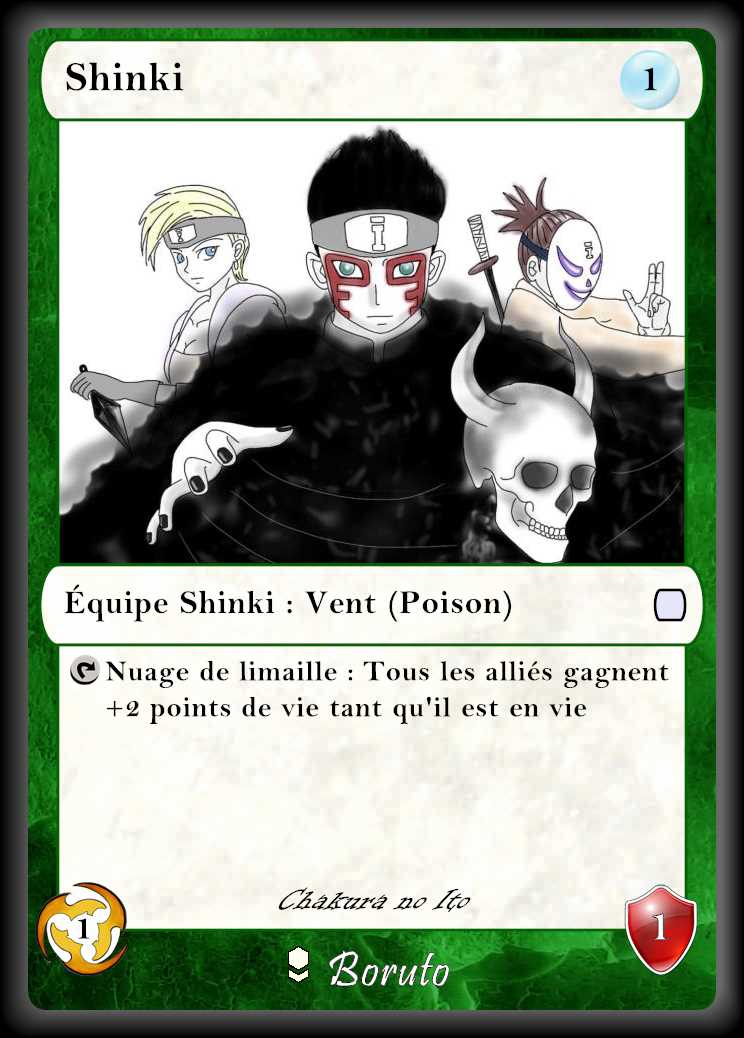 Shinki
1
Équipe Shinki : Vent (Poison)
Nuage de limaille : Tous les alliés gagnent
+2 points de vie tant qu'il est en vie
Chakura no Ito
1
1
Boruto